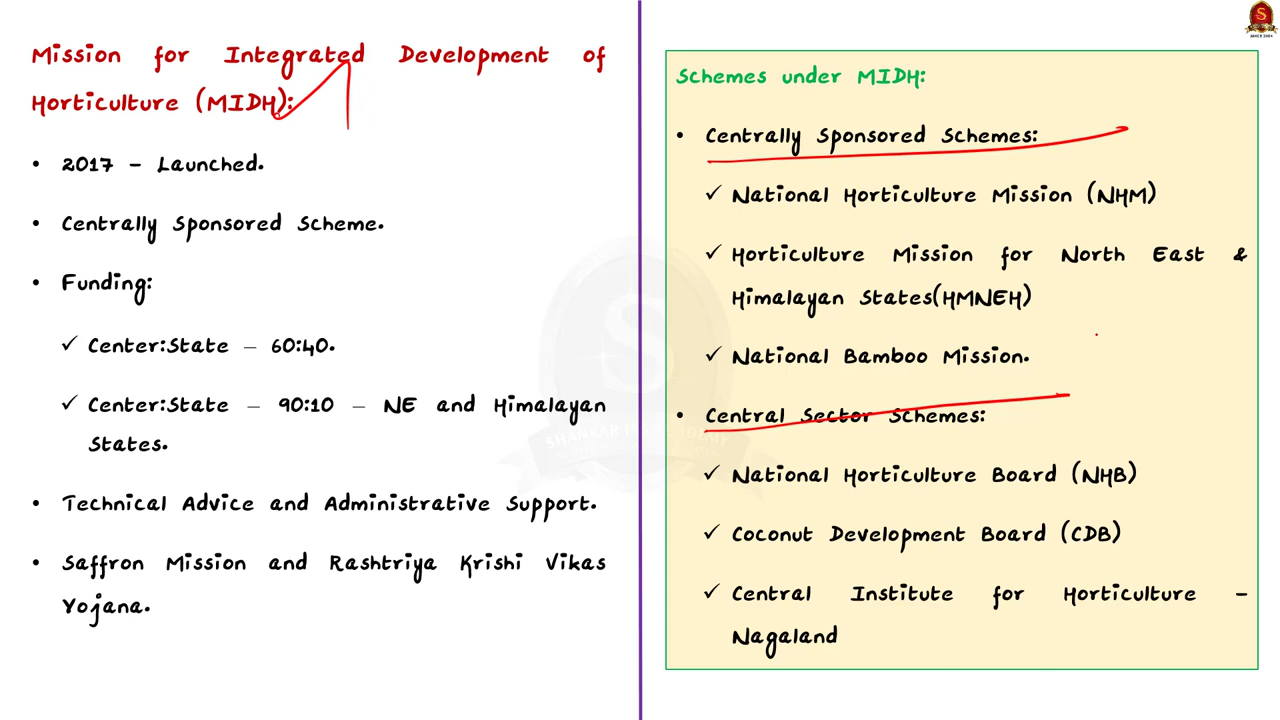 Mission for Integrated Development of
Horticulture (MIDH):
• 2017 - Launched.
• Centrally Sponsored Scheme.
• Funding:
✓ Center:State – 60:40.
✓ Center:State – 90:10 – NE and Himalayan
States.
• Technical Advice and Administrative Support.
• Saffron Mission and Rashtriya Krishi Vikas
Yojana.
Schemes under MIDH:
• Centrally Sponsored Schemes:
✓ National Horticulture Mission (NHM)
✓ Horticulture Mission for North East &
Himalayan States(HMNEH)
✓ National Bamboo Mission.
• Central Sector Schemes:
✓ National Horticulture Board (NHB)
✓ Coconut Development Board (CDB)
✓ Central Institute for Horticulture -
Nagaland
S
SINCE 2004